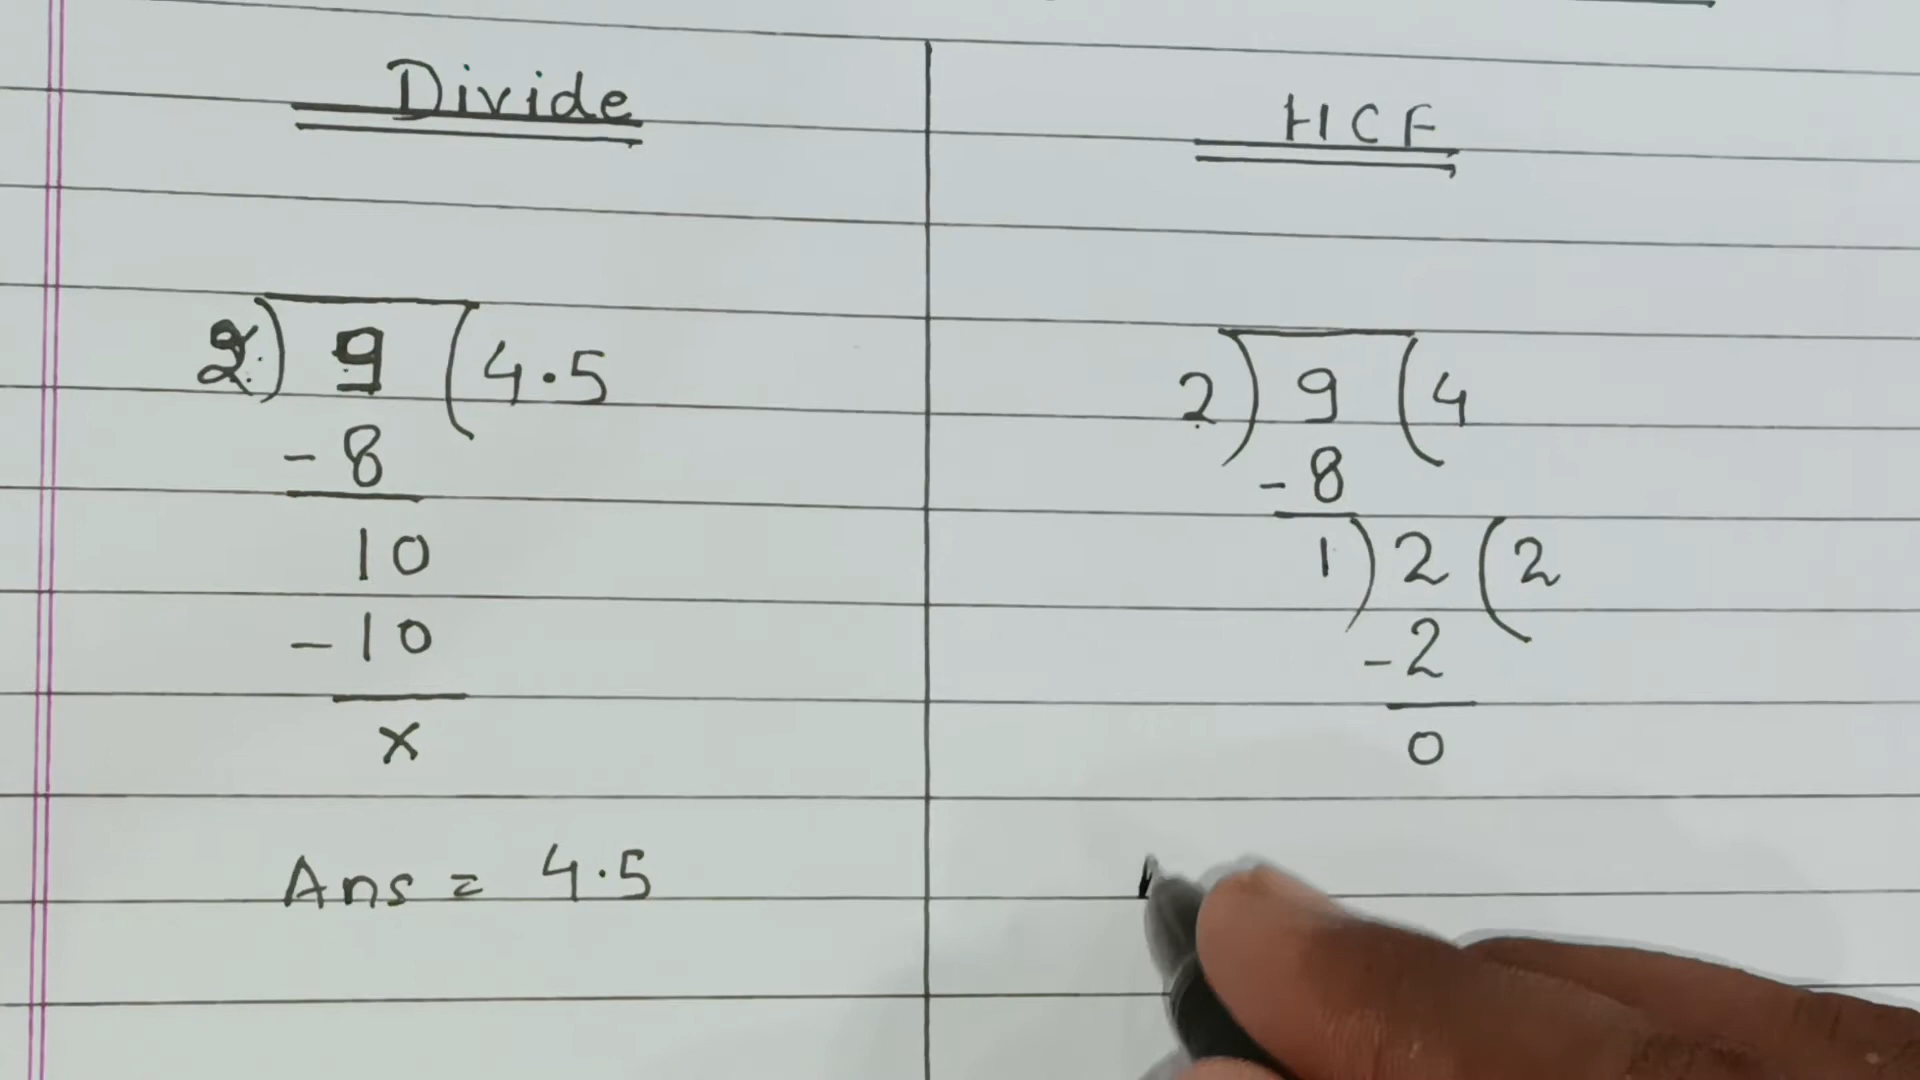 Divide
2) 9 (4.5
- 8
10
- 10
x
Ans = 4.5
HCF
2) 9 (4
- 8
1) 2 (2
- 2
0